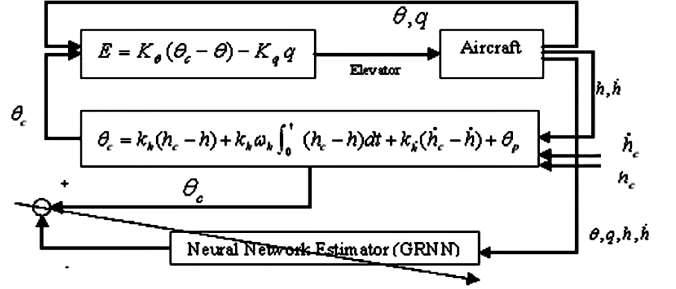 θ, q
E = K_θ (θ_c − θ) − K_q q
Aircraft
Elevator
h, ḣ
θ_c
θ_c = k_h (h_c − h) + k_h ω_h ∫_0^t (h_c − h)dt + k_ḣ (ḣ_c − ḣ) + θ_p
ḣ_c
h_c
+
θ_c
θ, q, h, ḣ
Neural Network Estimator (GRNN)
-